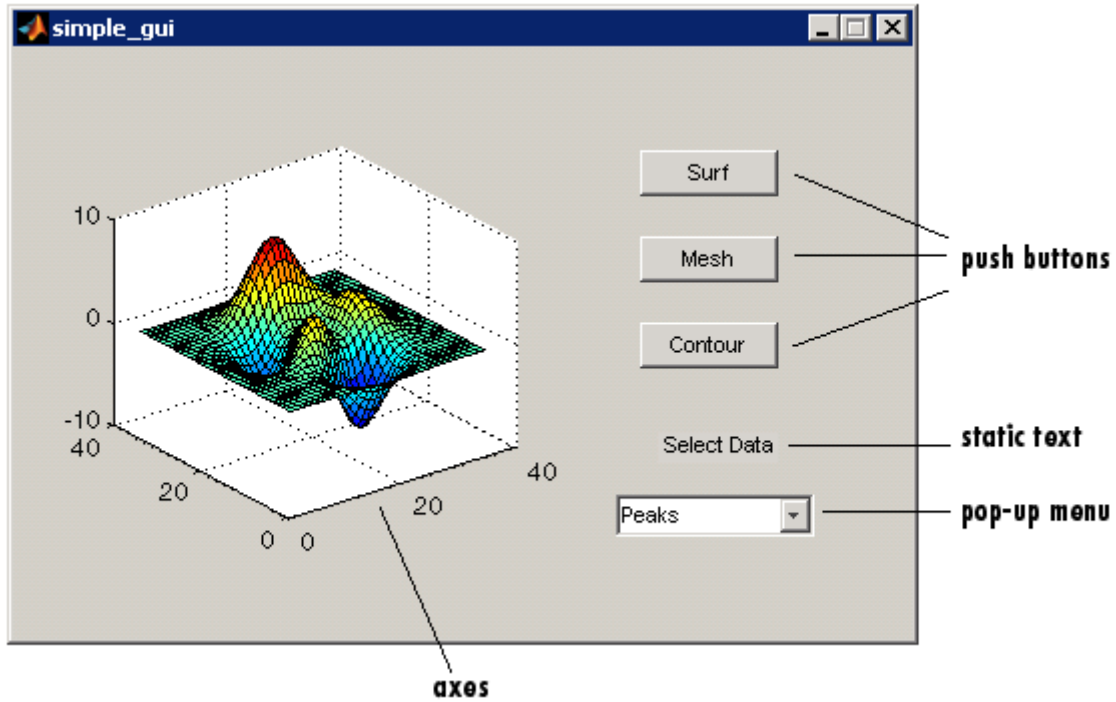 simple_gui
Surf
10
Mesh
push buttons
0
Contour
-10
40
Select Data
static text
20
40
Peaks
pop-up menu
20
0
0
axes